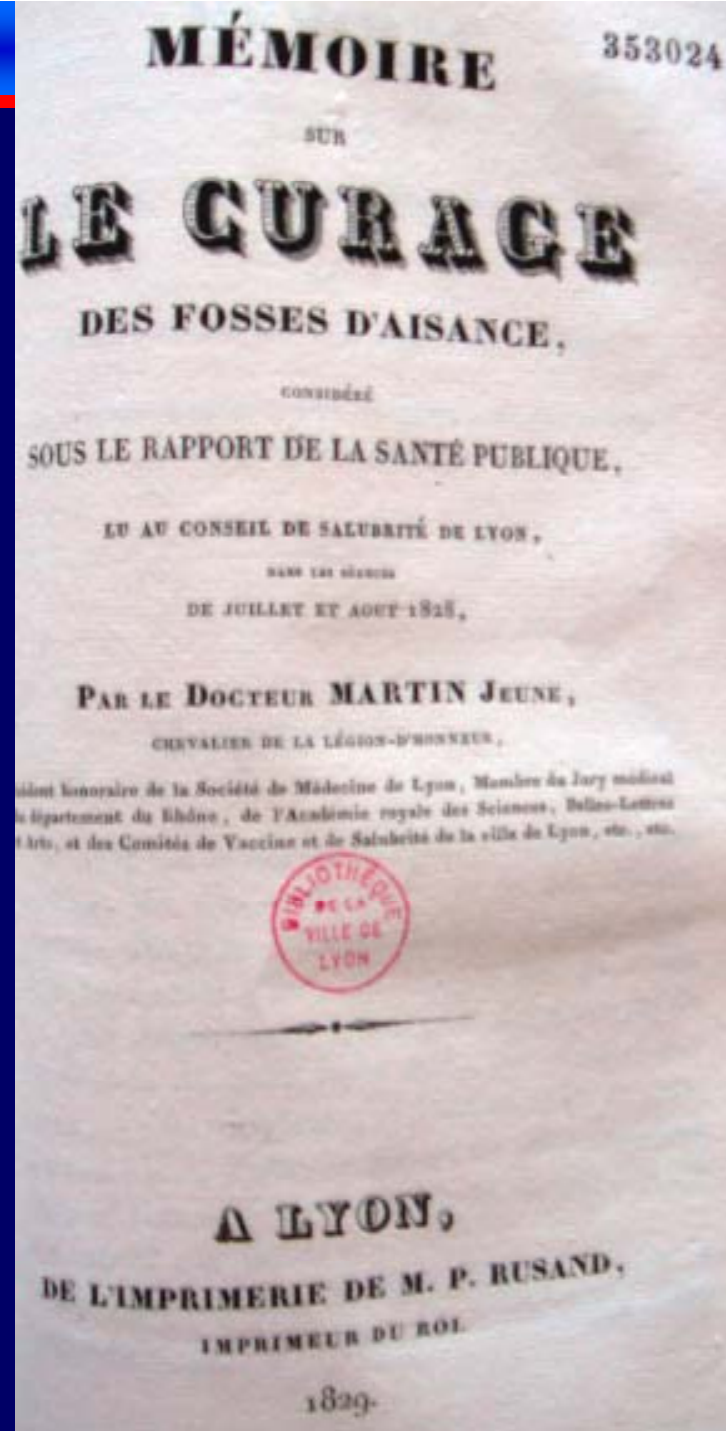 MÉMOIRE
353024
SUR
LE CURAGE
DES FOSSES D'AISANCE,
CONSIDÉRÉ
SOUS LE RAPPORT DE LA SANTÉ PUBLIQUE,
LU AU CONSEIL DE SALUBRITÉ DE LYON,
DANS LES SÉANCES
DE JUILLET ET AOUT 1828,
PAR LE DOCTEUR MARTIN JEUNE,
CHEVALIER DE LA LÉGION-D'HONNEUR,
honoraire de la Société de Médecine de Lyon, Membre du Jury médical
département du Rhône, de l'Académie royale des Sciences, Belles-Lettres
Arts, et des Comités de Vaccine et de Salubrité de la ville de Lyon, etc., etc.
BIBLIOTHÉQUE
DE LA
VILLE DE
LYON
A LYON,
DE L'IMPRIMERIE DE M. P. RUSAND,
IMPRIMEUR DU ROI.
1829.